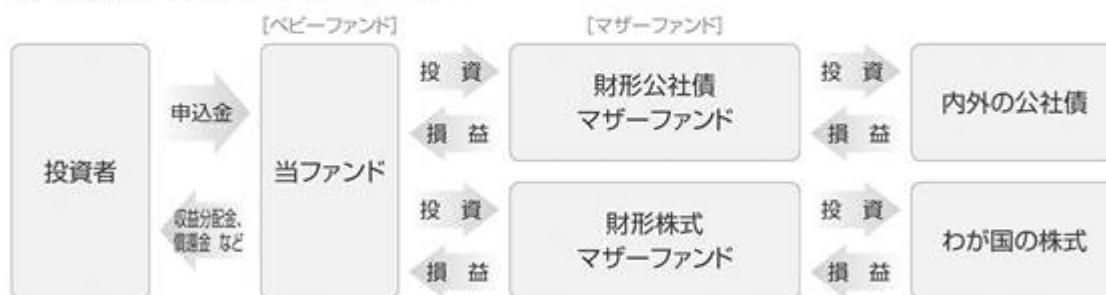 [ベビーファンド]
[マザーファンド]
投資者
申込金
収益分配金、
償還金 など
当ファンド
投 資
損 益
財形公社債
マザーファンド
投 資
損 益
内外の公社債
投 資
損 益
財形株式
マザーファンド
投 資
損 益
わが国の株式